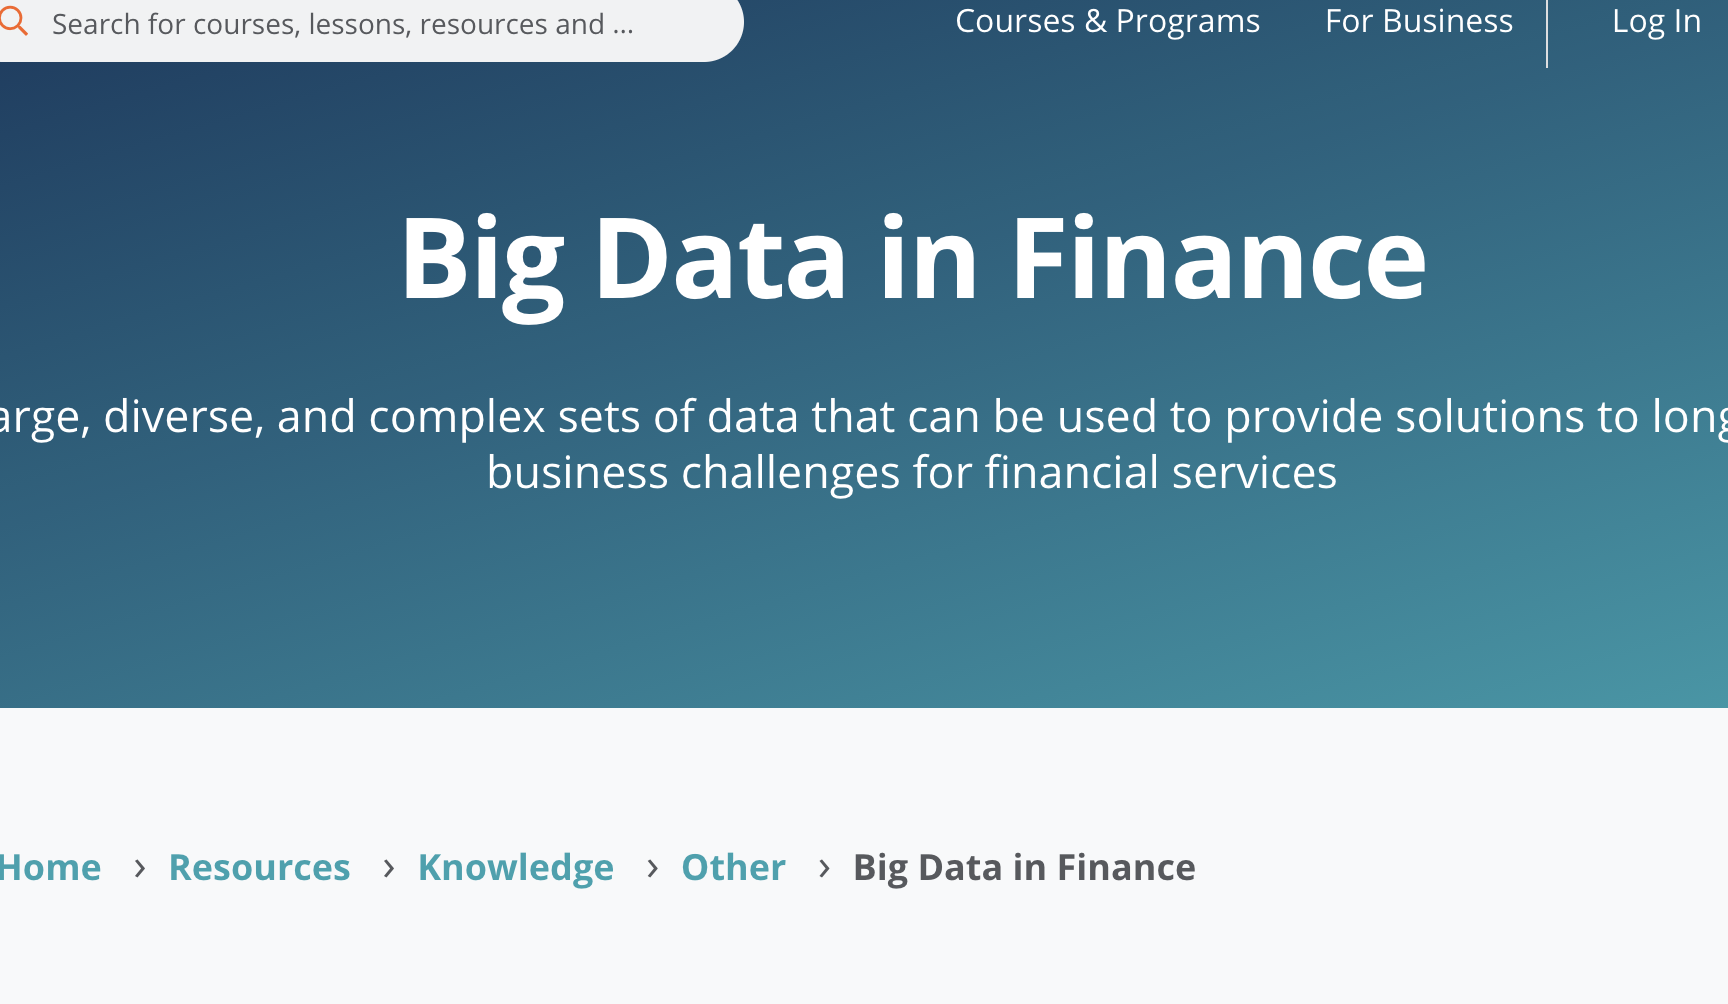 Search for courses, lessons, resources and ...
Courses & Programs
For Business
Log In
Big Data in Finance
arge, diverse, and complex sets of data that can be used to provide solutions to long
business challenges for financial services
Home › Resources › Knowledge › Other › Big Data in Finance